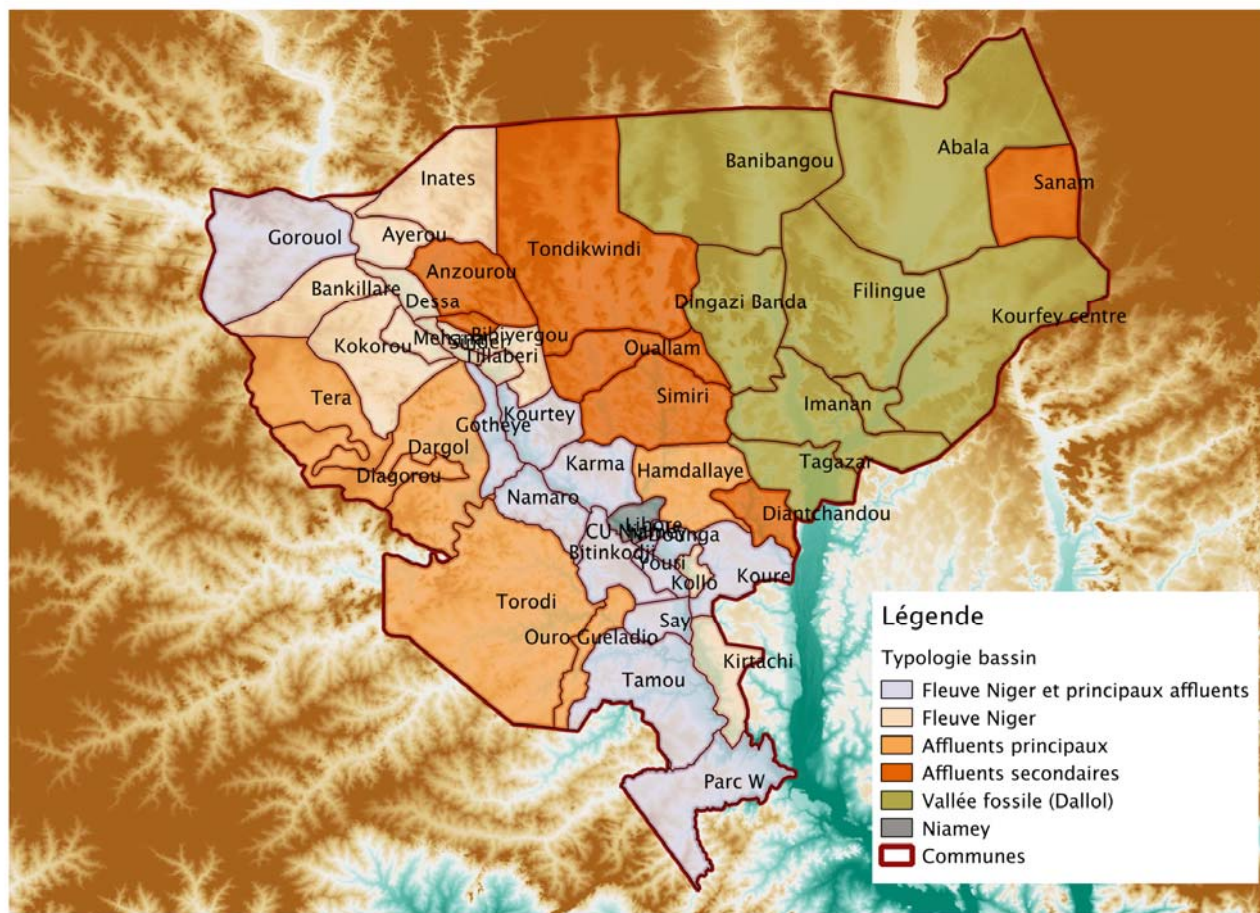 Abala
Banibangou
Sanam
Inates
Gorouol
Ayerou
Tondikwindi
Anzourou
Bankillare
Dessa
Dingazi Banda
Filingue
Kourfey centre
Bibiyergou
Kokorou
Tillaberi
Ouallam
Simiri
Imanan
Tera
Kourtey
Gotheye
Dargol
Karma
Hamdallaye
Tagazar
Diagorou
Namaro
Diantchandou
Libore
Bitinkodji
Youri
Kollo
Koure
Torodi
Say
Ouro Gueladio
Kirtachi
Tamou
Parc W
Légende
Typologie bassin
Fleuve Niger et principaux affluents
Fleuve Niger
Affluents principaux
Affluents secondaires
Vallée fossile (Dallol)
Niamey
Communes